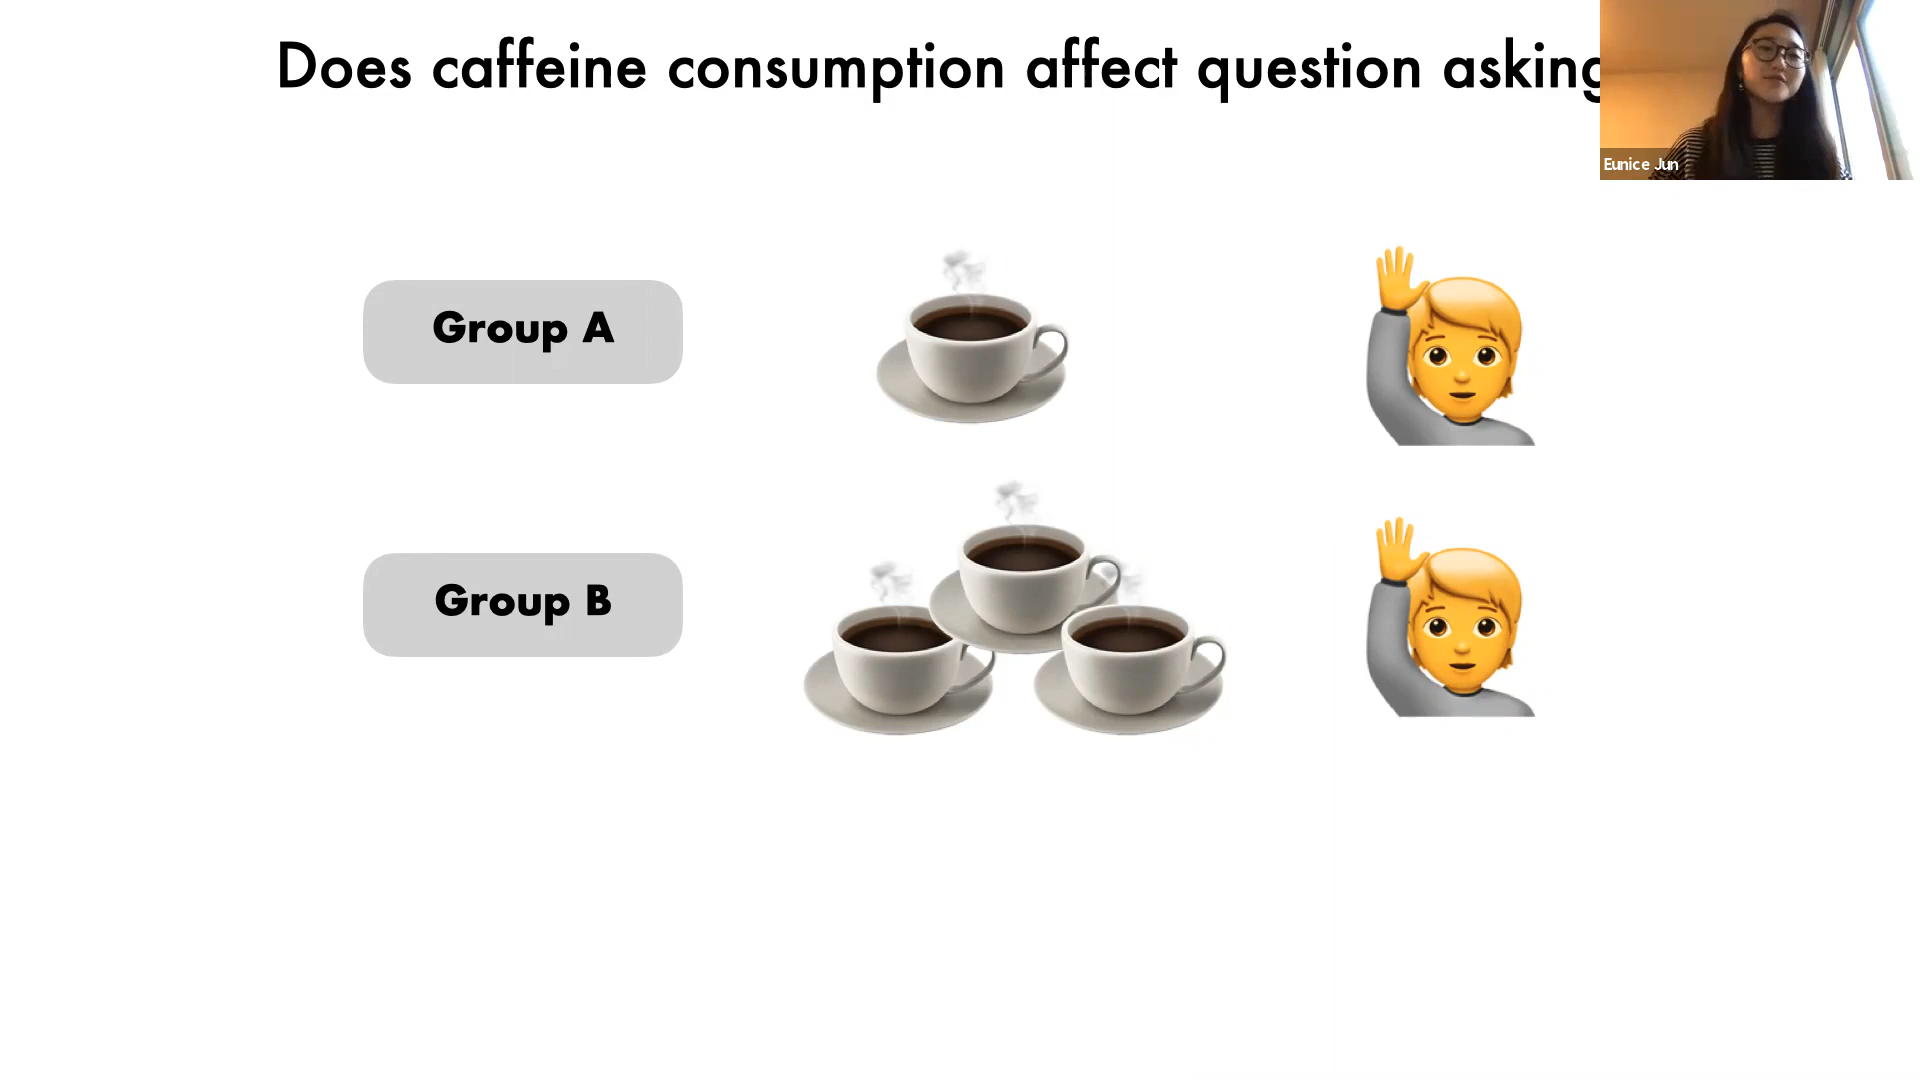 Does caffeine consumption affect question asking
Eunice Jun
Group A
Group B